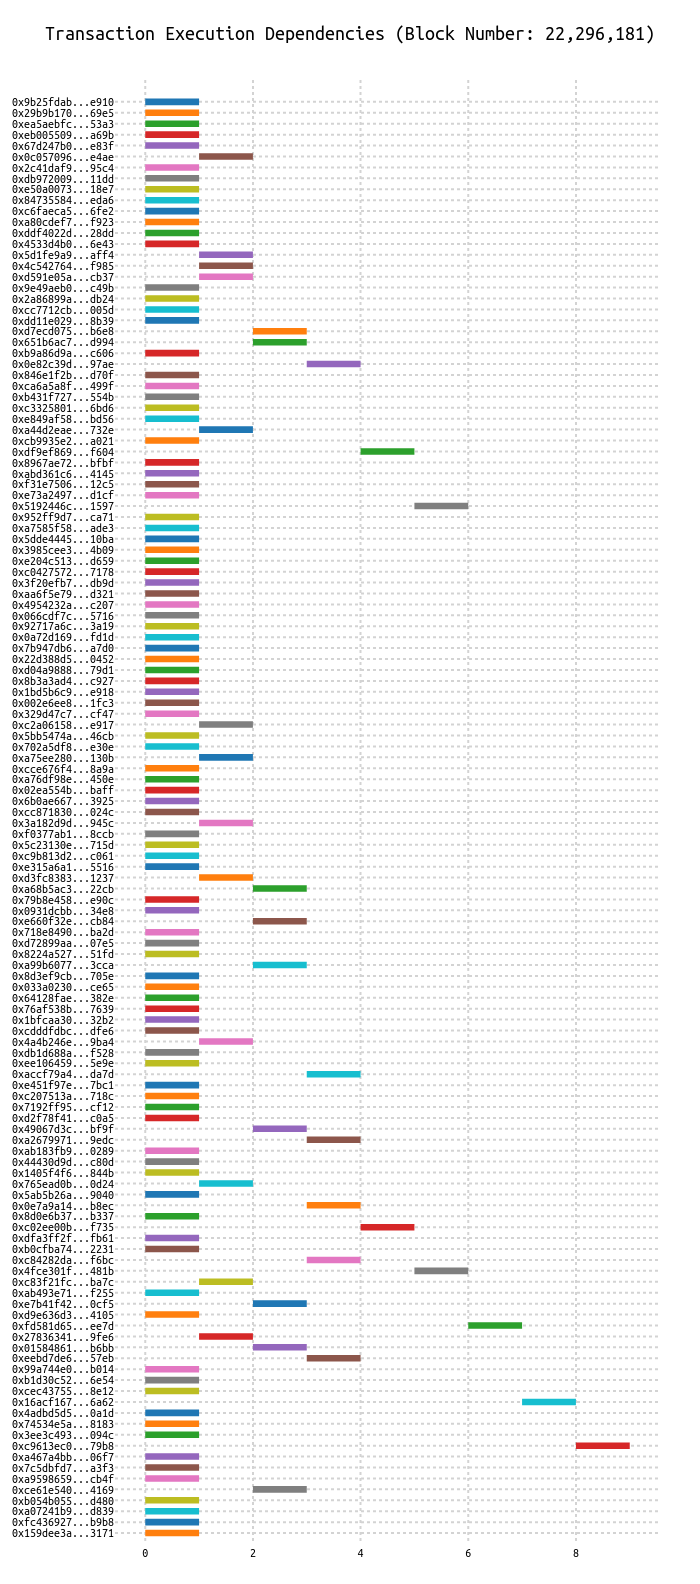 Transaction Execution Dependencies (Block Number: 22,296,181)
0x9b25fdab...e910
0x29b9b170...69e5
0xea5aebfc...53a3
0xeb005509...a69b
0x67d247b0...e83f
0x0c057096...e4ae
0x2c41daf9...95c4
0xdb972009...11dd
0xe50a0073...18e7
0x84735584...eda6
0xc6faeca5...6fe2
0xa80cdef7...f923
0xddf4022d...28dd
0x4533d4b0...6e43
0x5d1fe9a9...aff4
0x4c542764...f985
0xd591e05a...cb37
0x9e49aeb0...c49b
0x2a86899a...db24
0xcc7712cb...005d
0xdd11e029...8b39
0xd7ecd075...b6e8
0x651b6ac7...d994
0xb9a86d9a...c606
0x0e82c39d...97ae
0x846e1f2b...d70f
0xca6a5a8f...499f
0xb431f727...554b
0xc3325801...6bd6
0xe849af58...bd56
0xa44d2eae...732e
0xcb9935e2...a021
0xdf9ef869...f604
0x8967ae72...bfbf
0xabd361c6...4145
0xf31e7506...12c5
0xe73a2497...d1cf
0x5192446c...1597
0x952ff9d7...ca71
0xa7585f58...ade3
0x5dde4445...10ba
0x3985cee3...4b09
0xe204c513...d659
0xc0427572...7178
0x3f20efb7...db9d
0xaa6f5e79...d321
0x4954232a...c207
0x066cdf7c...5716
0x92717a6c...3a19
0x0a72d169...fd1d
0x7b947db6...a7d0
0x22d388d5...0452
0xd04a9888...79d1
0x8b3a3ad4...c927
0x1bd5b6c9...e918
0x002e6ee8...1fc3
0x329d47c7...cf47
0xc2a06158...e917
0x5bb5474a...46cb
0x702a5df8...e30e
0xa75ee280...130b
0xcce676f4...8a9a
0xa76df98e...450e
0x02ea554b...baff
0x6b0ae667...3925
0xcc871830...024c
0x3a182d9d...945c
0xf0377ab1...8ccb
0x5c23130e...715d
0xc9b813d2...c061
0xe315a6a1...5516
0xd3fc8383...1237
0xa68b5ac3...22cb
0x79b8e458...e90c
0x0931dcbb...34e8
0xe660f32e...cb84
0x718e8490...ba2d
0xd72899aa...07e5
0x8224a527...51fd
0xa99b6077...3cca
0x8d3ef9cb...705e
0x033a0230...ce65
0x64128fae...382e
0x76af538b...7639
0x1bfcaa30...32b2
0xcdddfdbc...dfe6
0x4a4b246e...9ba4
0xdb1d688a...f528
0xee106459...5e9e
0xaccf79a4...da7d
0xe451f97e...7bc1
0xc207513a...718c
0x7192ff95...cf12
0xd2f78f41...c0a5
0x49067d3c...bf9f
0xa2679971...9edc
0xab183fb9...0289
0x44430d9d...c80d
0x1405f4f6...844b
0x765ead0b...0d24
0x5ab5b26a...9040
0x0e7a9a14...b8ec
0x8d0e6b37...b337
0xc02ee00b...f735
0xdfa3ff2f...fb61
0xb0cfba74...2231
0xc84282da...f6bc
0x4fce301f...481b
0xc83f21fc...ba7c
0xab493e71...f255
0xe7b41f42...0cf5
0xd9e636d3...4105
0xfd581d65...ee7d
0x27836341...9fe6
0x01584861...b6bb
0xeebd7de6...57eb
0x99a744e0...b014
0xb1d30c52...6e54
0xcec43755...8e12
0x16acf167...6a62
0x4adbd5d5...0a1d
0x74534e5a...8183
0x3ee3c493...094c
0xc9613ec0...79b8
0xa467a4bb...06f7
0x7c5dbfd7...a3f3
0xa9598659...cb4f
0xce61e540...4169
0xb054b055...d480
0xa07241b9...d839
0xfc436927...b9b8
0x159dee3a...3171
0 2 4 6 8